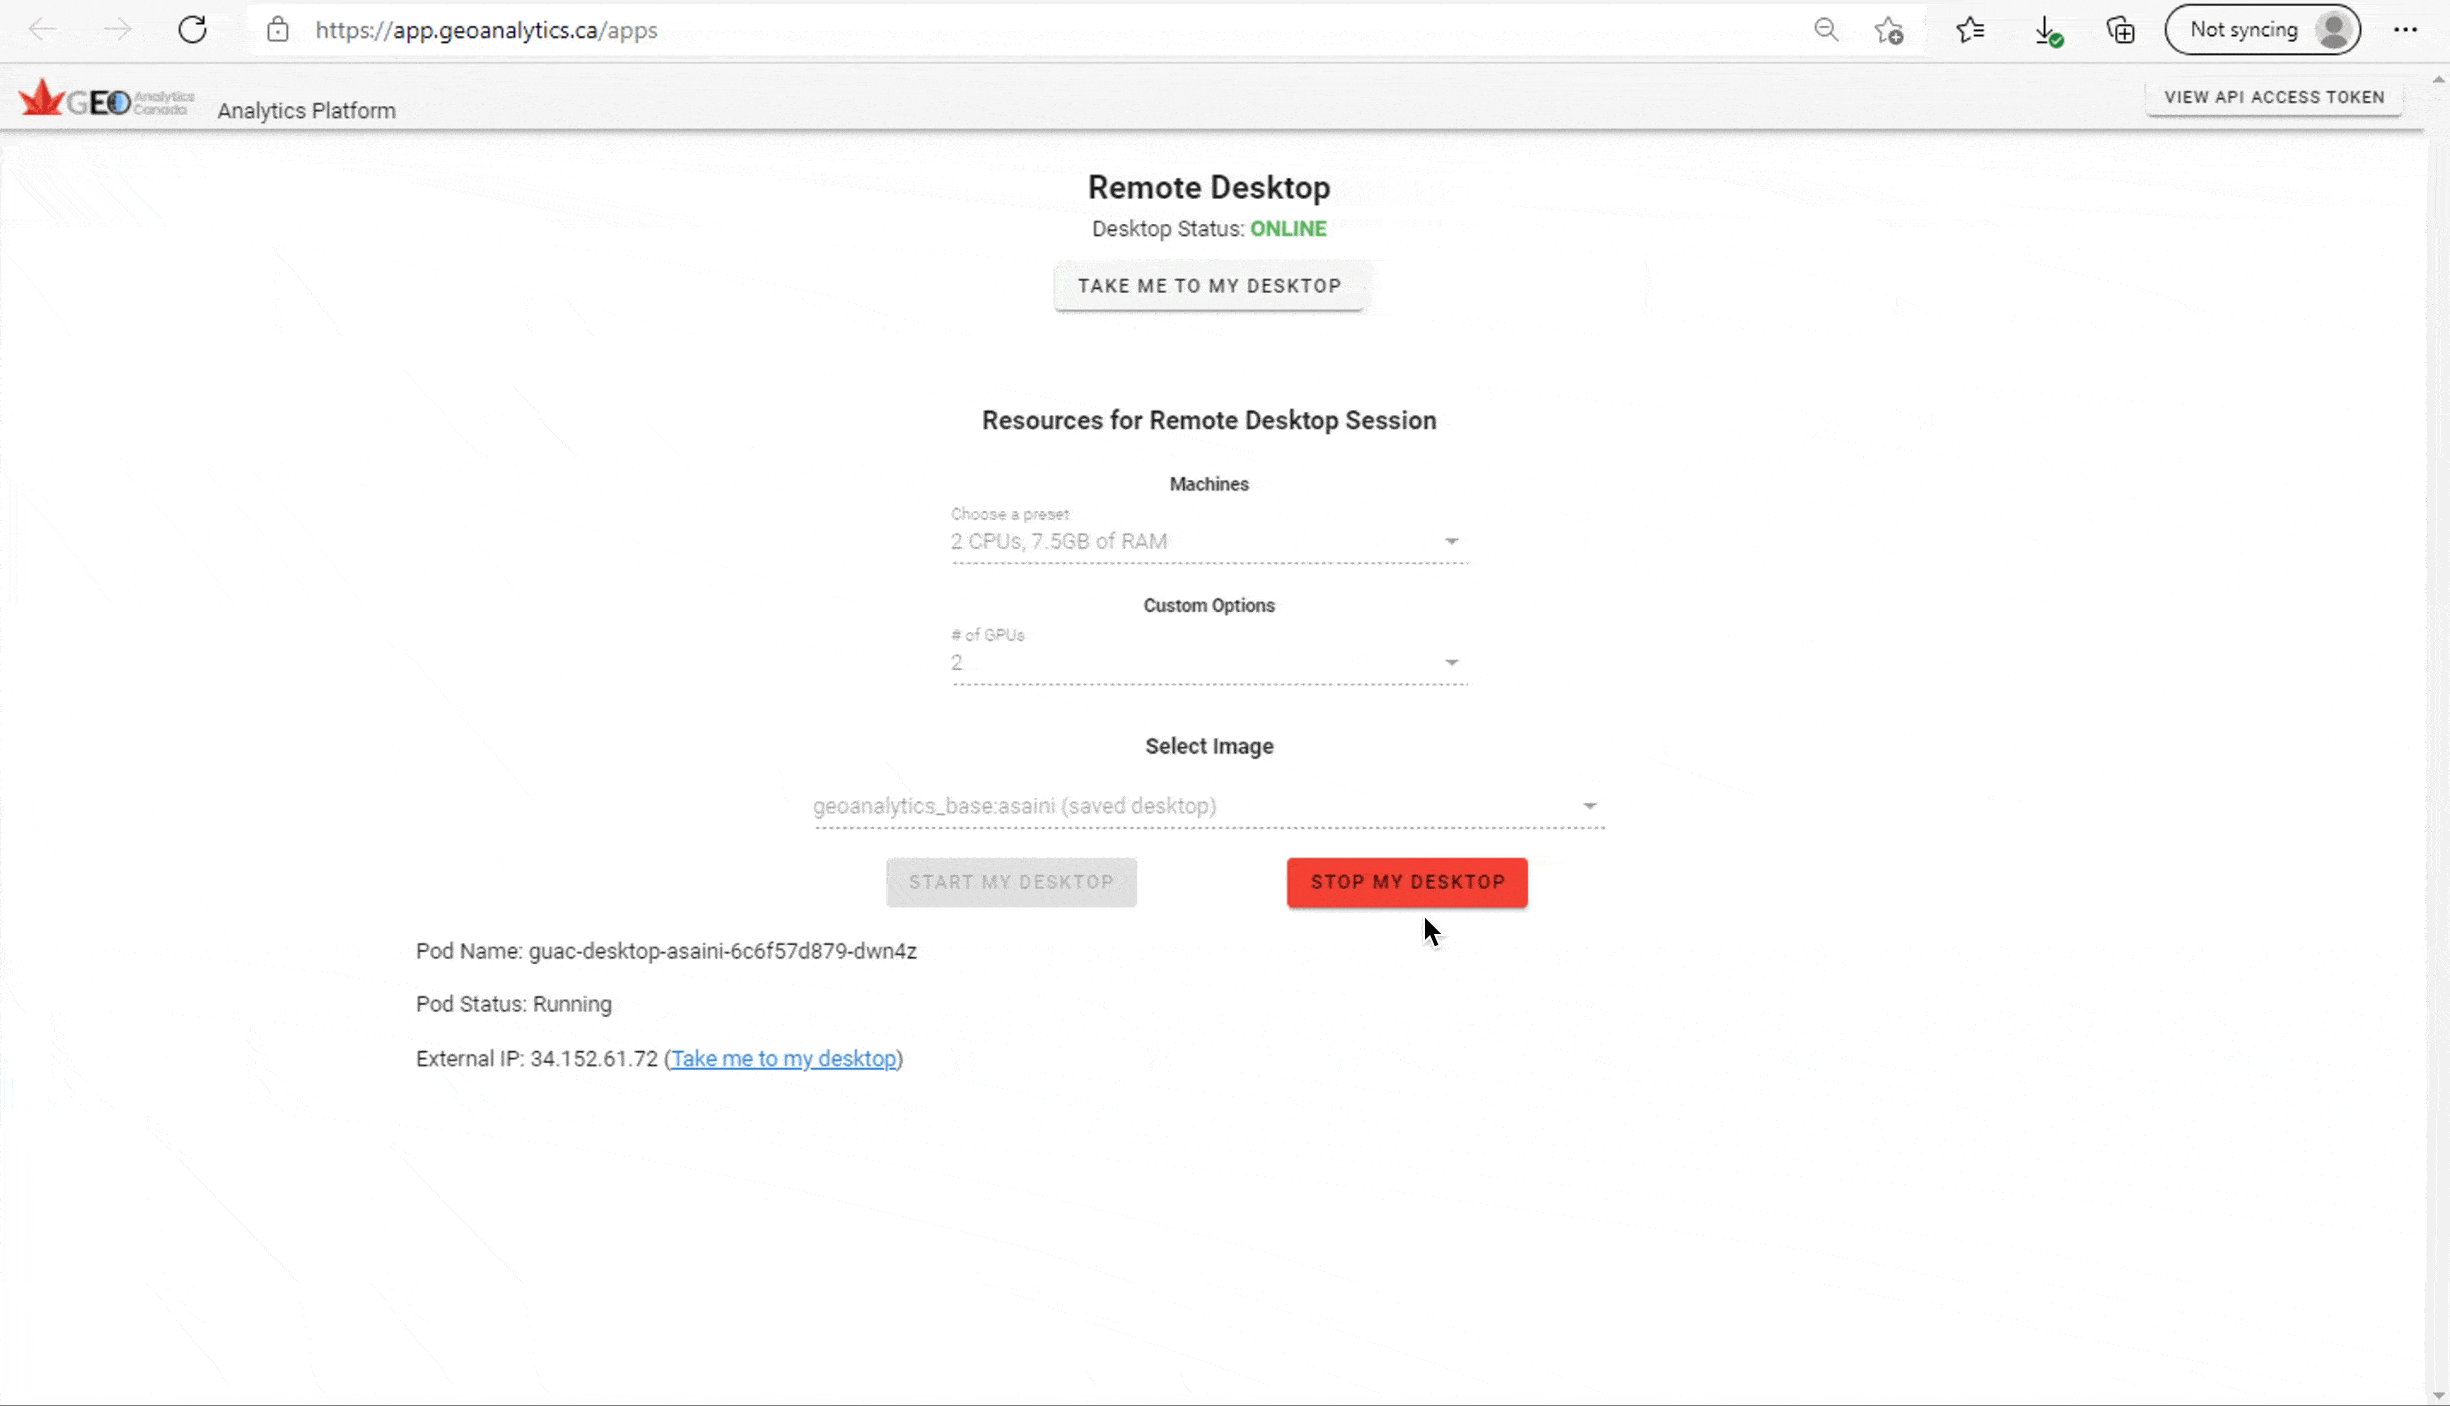 https://app.geoanalytics.ca/apps
Not syncing
GEO Analytics Canada
Analytics Platform
VIEW API ACCESS TOKEN
Remote Desktop
Desktop Status: ONLINE
TAKE ME TO MY DESKTOP
Resources for Remote Desktop Session
Machines
Choose a preset
2 CPUs, 7.5GB of RAM
Custom Options
# of GPUs
2
Select Image
geoanalytics_base:asaini (saved desktop)
START MY DESKTOP
STOP MY DESKTOP
Pod Name: guac-desktop-asaini-6c6f57d879-dwn4z
Pod Status: Running
External IP: 34.152.61.72 (Take me to my desktop)